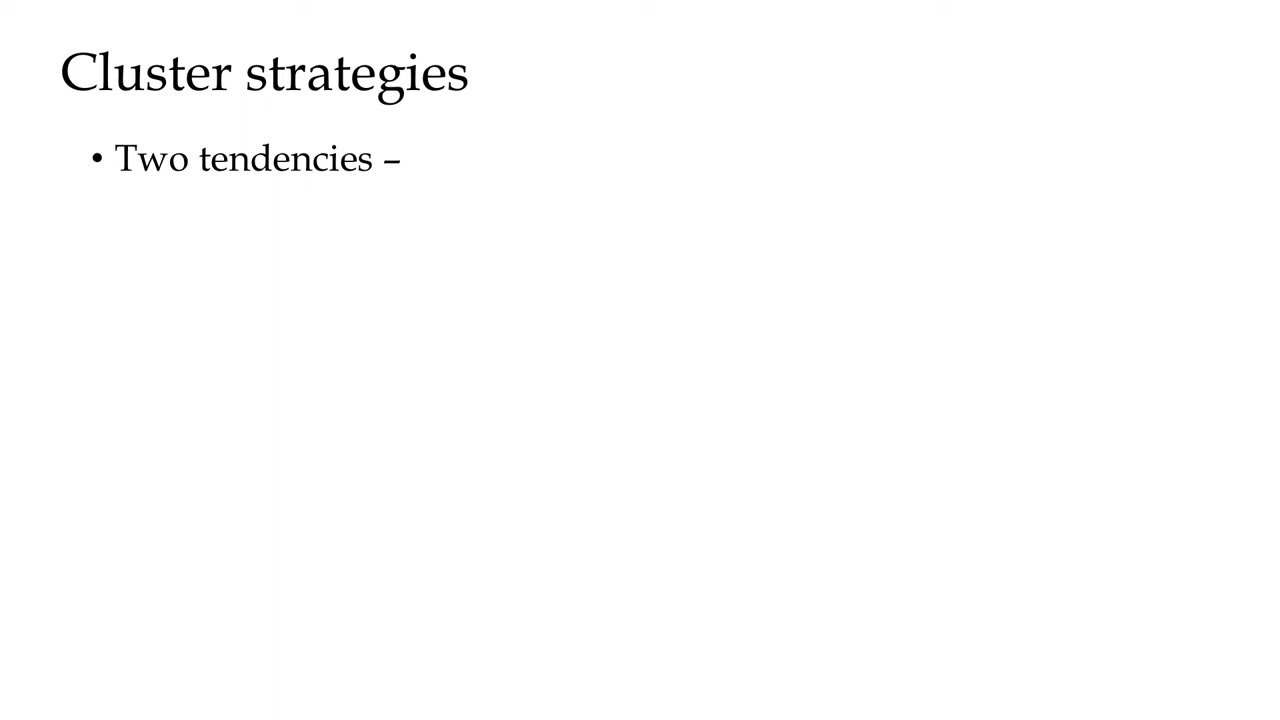 Cluster strategies
• Two tendencies –